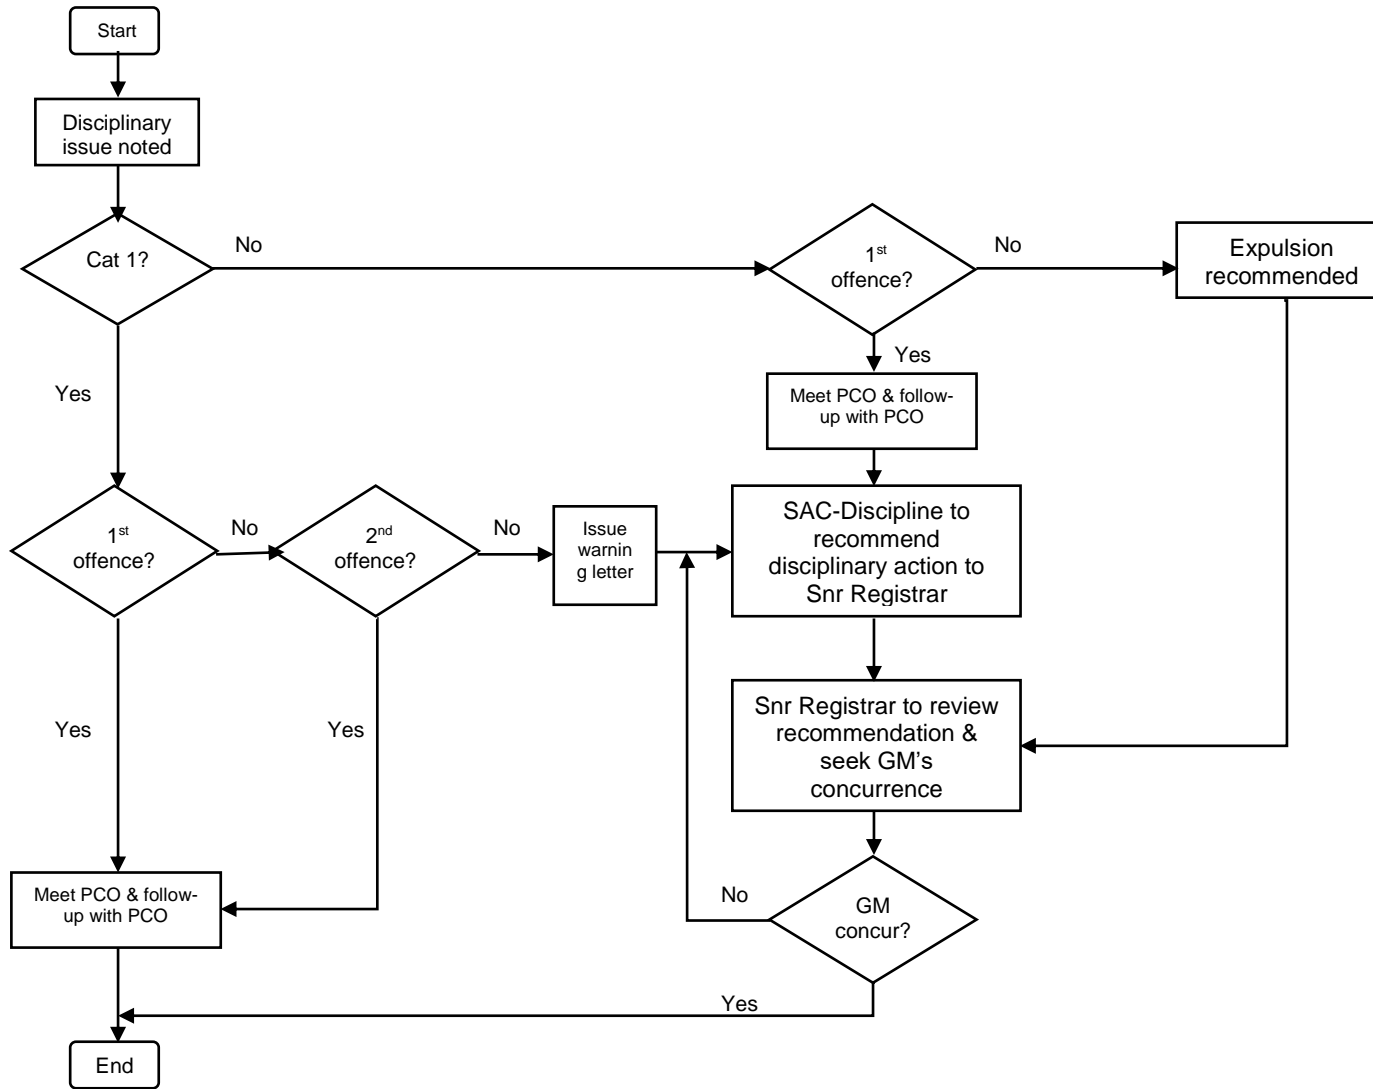 Start
Disciplinary
issue noted
Cat 1?
No
1st
offence?
No
Expulsion
recommended
Yes
Yes
Meet PCO & follow-
up with PCO
1st
offence?
No
2nd
offence?
No
Issue
warnin
g letter
SAC-Discipline to
recommend
disciplinary action to
Snr Registrar
Yes
Yes
Snr Registrar to review
recommendation &
seek GM’s
concurrence
Meet PCO & follow-
up with PCO
No
GM
concur?
Yes
End